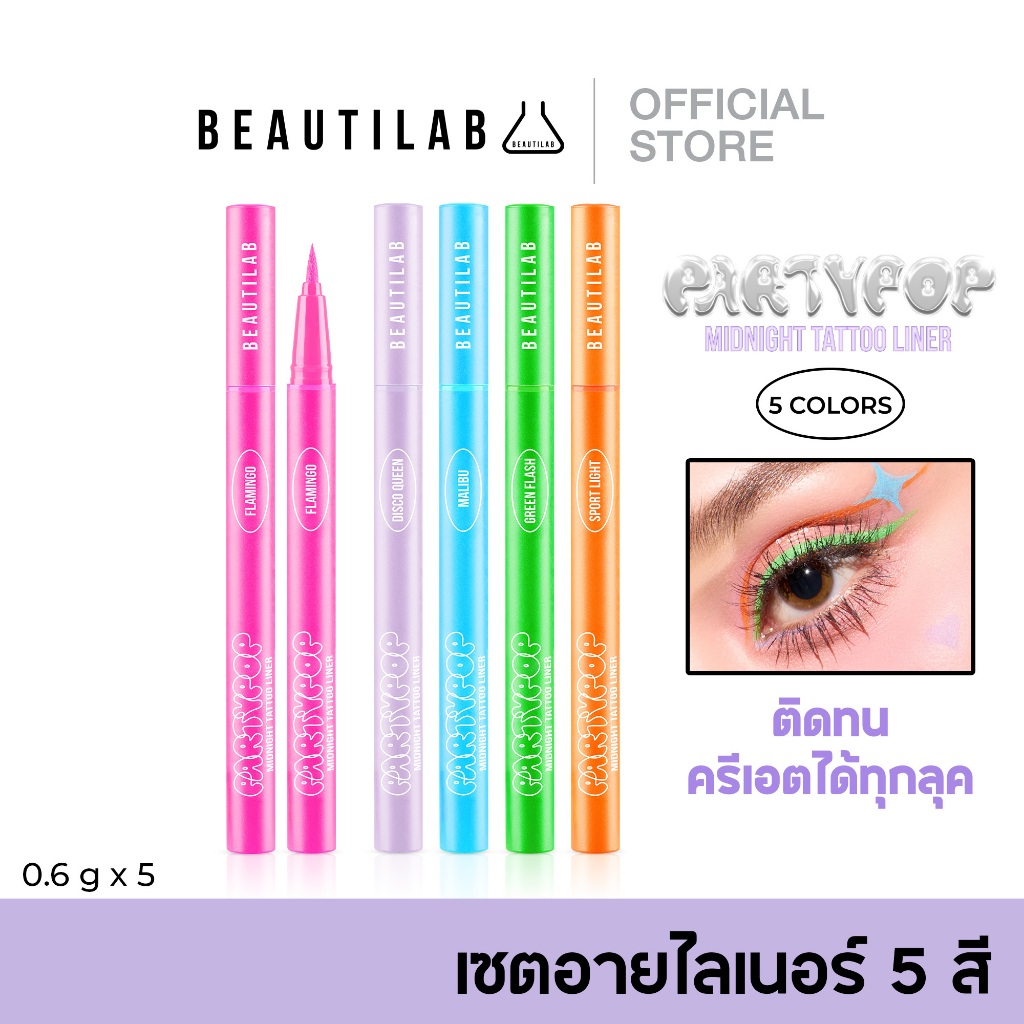 BEAUTILAB
BEAUTILAB
OFFICIAL
STORE
BEAUTILAB
FLAMINGO
PARTYPOP
MIDNIGHT TATTOO LINER
FLAMINGO
PARTYPOP
MIDNIGHT TATTOO LINER
BEAUTILAB
DISCO QUEEN
PARTYPOP
MIDNIGHT TATTOO LINER
BEAUTILAB
MALIBU
PARTYPOP
MIDNIGHT TATTOO LINER
BEAUTILAB
GREEN FLASH
PARTYPOP
MIDNIGHT TATTOO LINER
BEAUTILAB
SPORT LIGHT
PARTYPOP
MIDNIGHT TATTOO LINER
PARTYPOP
MIDNIGHT TATTOO LINER
5 COLORS
ติดทน
ครีเอตได้ทุกลุค
0.6 g x 5
เซตอายไลเนอร์ 5 สี